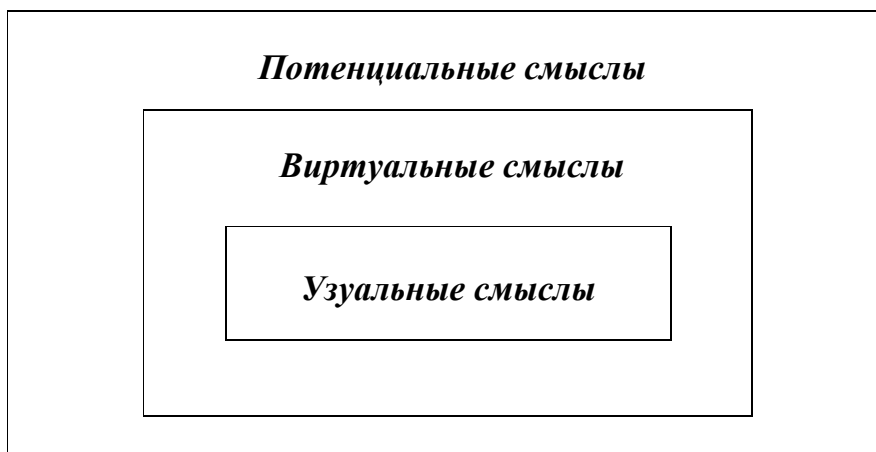 Потенциальные смыслы
Виртуальные смыслы
Узуальные смыслы